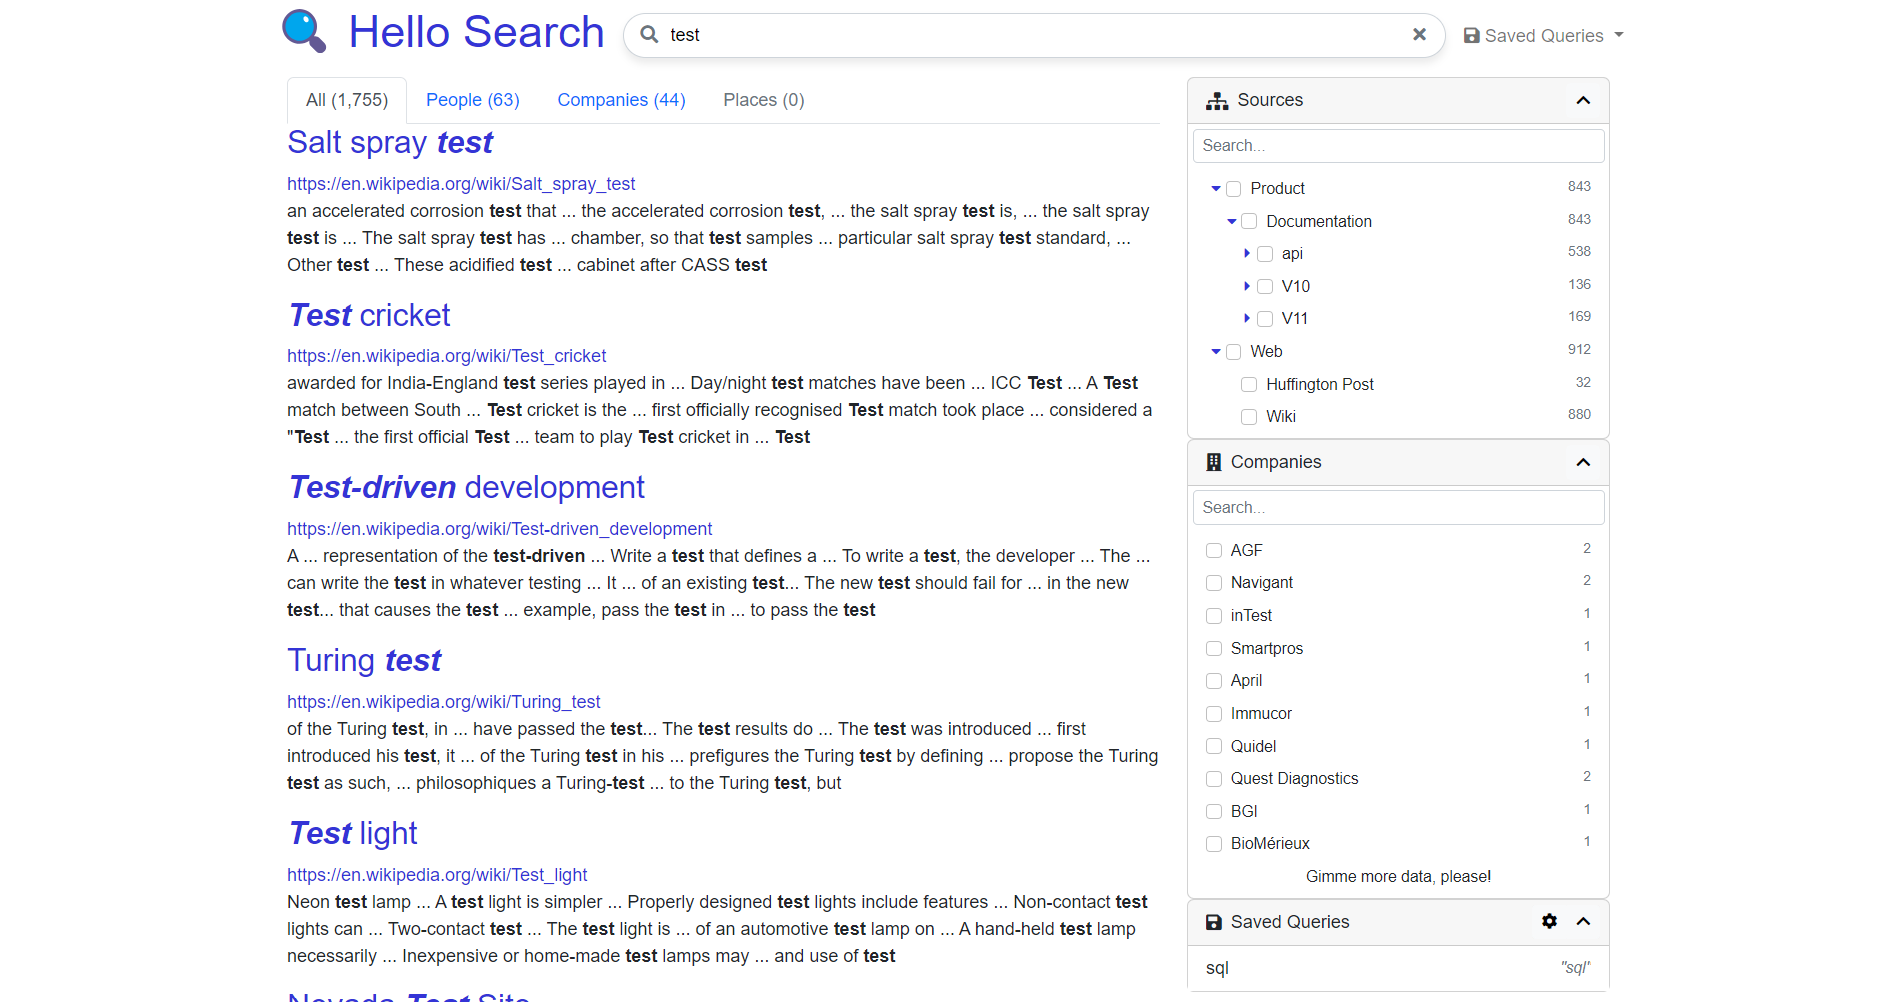 Hello Search
test
Saved Queries
All (1,755)
People (63)
Companies (44)
Places (0)
Salt spray test
https://en.wikipedia.org/wiki/Salt_spray_test
an accelerated corrosion test that ... the accelerated corrosion test, ... the salt spray test is, ... the salt spray
test is ... The salt spray test has ... chamber, so that test samples ... particular salt spray test standard, ...
Other test ... These acidified test ... cabinet after CASS test
Test cricket
https://en.wikipedia.org/wiki/Test_cricket
awarded for India-England test series played in ... Day/night test matches have been ... ICC Test ... A Test
match between South ... Test cricket is the ... first officially recognised Test match took place ... considered a
"Test ... the first official Test ... team to play Test cricket in ... Test
Test-driven development
https://en.wikipedia.org/wiki/Test-driven_development
A ... representation of the test-driven ... Write a test that defines a ... To write a test, the developer ... The ...
can write the test in whatever testing ... It ... of an existing test... The new test should fail for ... in the new
test... that causes the test ... example, pass the test in ... to pass the test
Turing test
https://en.wikipedia.org/wiki/Turing_test
of the Turing test, in ... have passed the test... The test results do ... The test was introduced ... first
introduced his test, it ... of the Turing test in his ... prefigures the Turing test by defining ... propose the Turing
test as such, ... philosophiques a Turing-test ... to the Turing test, but
Test light
https://en.wikipedia.org/wiki/Test_light
Neon test lamp ... A test light is simpler ... Properly designed test lights include features ... Non-contact test
lights can ... Two-contact test ... The test light is ... of an automotive test lamp on ... A hand-held test lamp
necessarily ... Inexpensive or home-made test lamps may ... and use of test
Nevada Test Site
Sources
Search...
Product 843
Documentation 843
api 538
V10 136
V11 169
Web 912
Huffington Post 32
Wiki 880
Companies
Search...
AGF 2
Navigant 2
inTest 1
Smartpros 1
April 1
Immucor 1
Quidel 1
Quest Diagnostics 2
BGI 1
BioMérieux 1
Gimme more data, please!
Saved Queries
sql "sql"